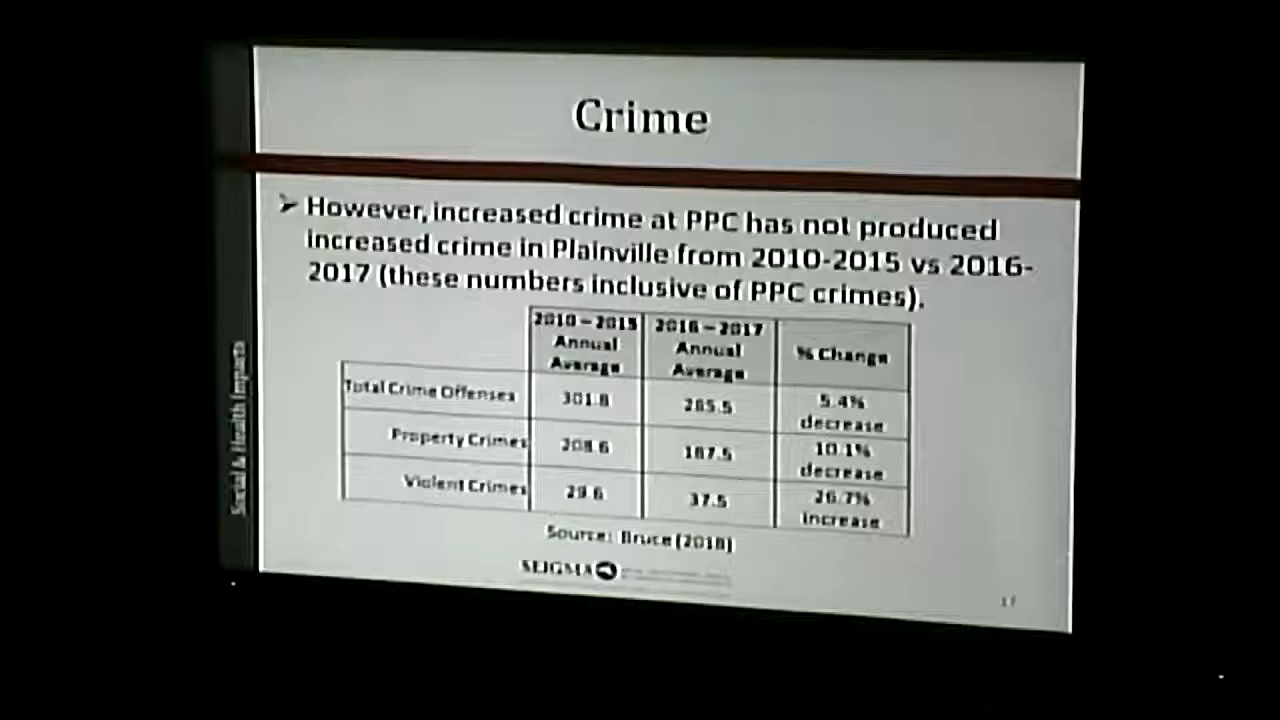 Crime
➢ However, increased crime at PPC has not produced
increased crime in Plainville from 2010-2015 vs 2016-
2017 (these numbers inclusive of PPC crimes).
2010 – 2015 Annual Average
2016 – 2017 Annual Average
% Change
Total Crime Offenses 301.8 285.5 5.4% decrease
Property Crimes 208.6 187.5 10.1% decrease
Violent Crimes 29.6 37.5 26.7% increase
Source: Bruce (2018)
SEIGMA
17
Social & Health Impacts